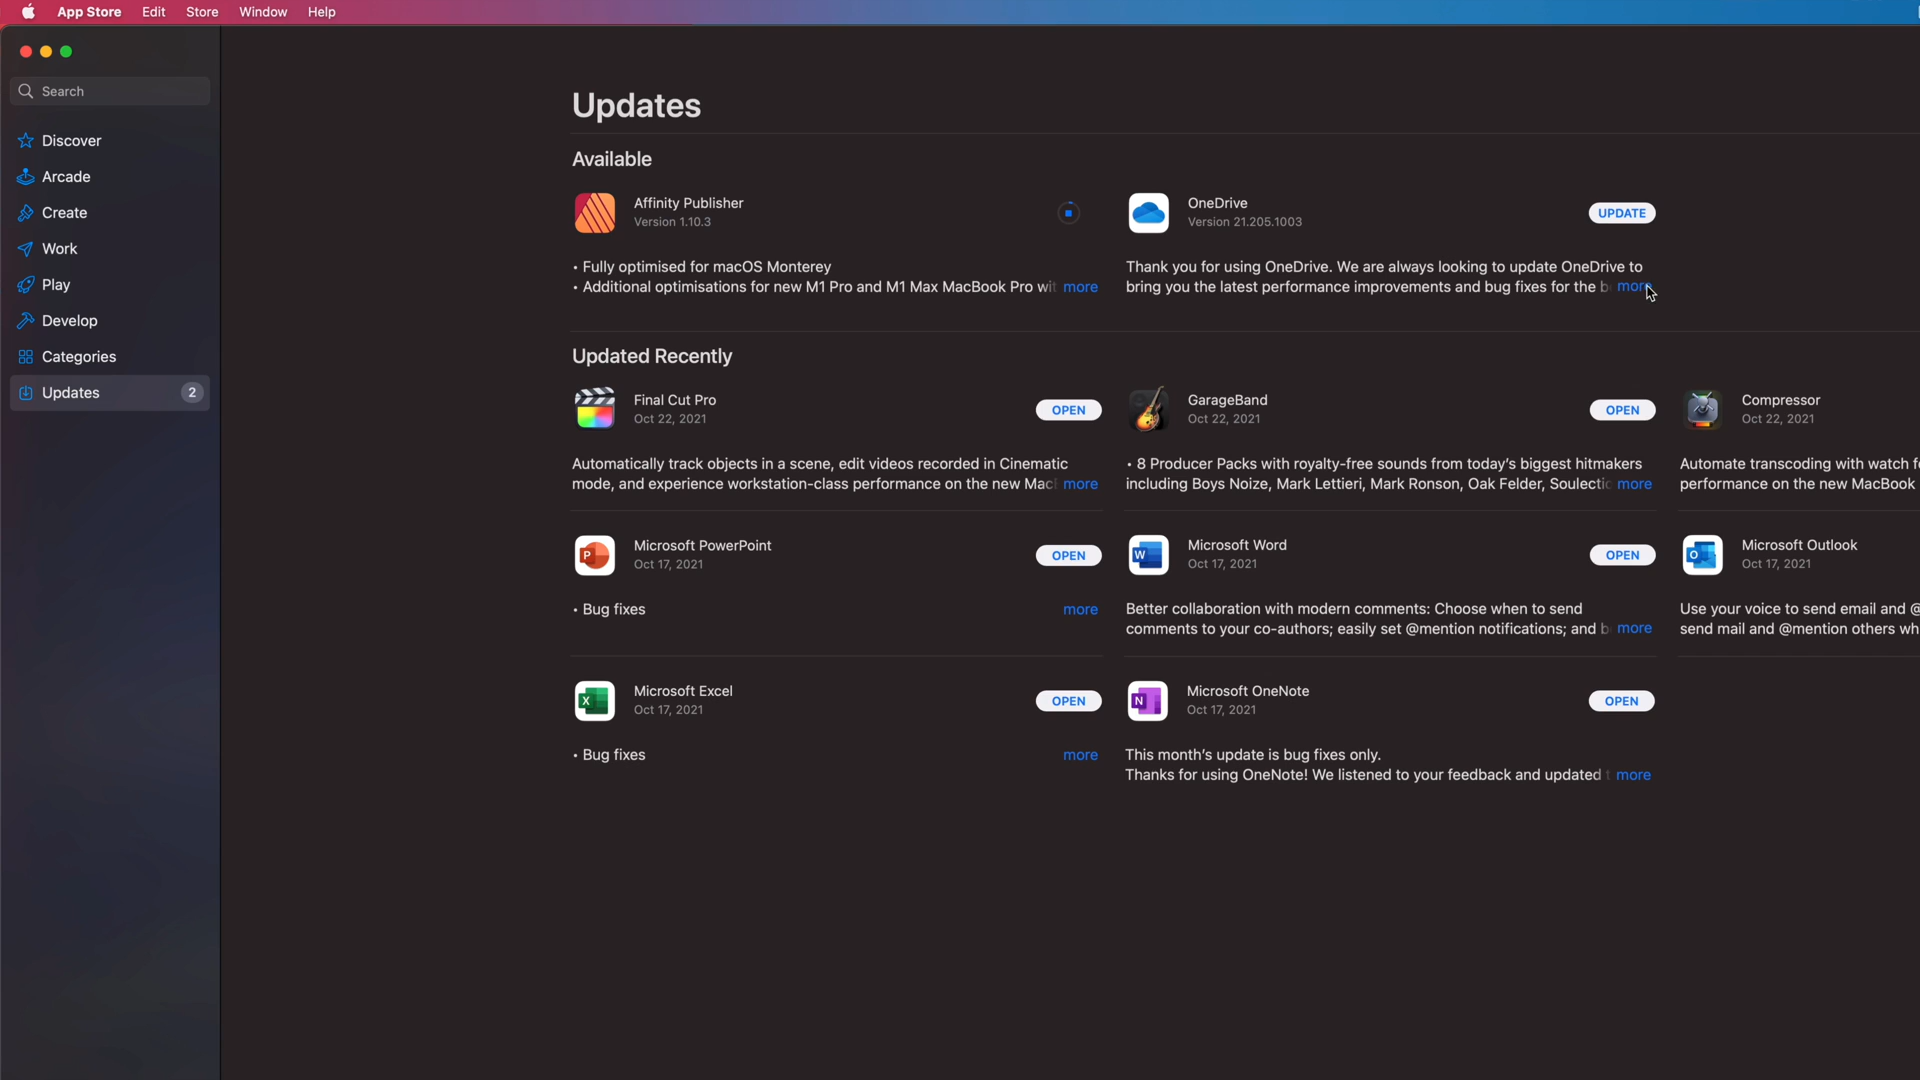 App Store Edit Store Window Help
Search
Discover
Arcade
Create
Work
Play
Develop
Categories
Updates 2
Updates
Available
Affinity Publisher
Version 1.10.3
• Fully optimised for macOS Monterey
• Additional optimisations for new M1 Pro and M1 Max MacBook Pro wit more
OneDrive
Version 21.205.1003
UPDATE
Thank you for using OneDrive. We are always looking to update OneDrive to
bring you the latest performance improvements and bug fixes for the b more
Updated Recently
Final Cut Pro
Oct 22, 2021
OPEN
Automatically track objects in a scene, edit videos recorded in Cinematic
mode, and experience workstation-class performance on the new Mac more
GarageBand
Oct 22, 2021
OPEN
• 8 Producer Packs with royalty-free sounds from today's biggest hitmakers
including Boys Noize, Mark Lettieri, Mark Ronson, Oak Felder, Soulectic more
Compressor
Oct 22, 2021
Automate transcoding with watch f
performance on the new MacBook
P
Microsoft PowerPoint
Oct 17, 2021
OPEN
• Bug fixes more
W
Microsoft Word
Oct 17, 2021
OPEN
Better collaboration with modern comments: Choose when to send
comments to your co-authors; easily set @mention notifications; and b more
O
Microsoft Outlook
Oct 17, 2021
Use your voice to send email and @
send mail and @mention others wh
X
Microsoft Excel
Oct 17, 2021
OPEN
• Bug fixes more
N
Microsoft OneNote
Oct 17, 2021
OPEN
This month's update is bug fixes only.
Thanks for using OneNote! We listened to your feedback and updated t more